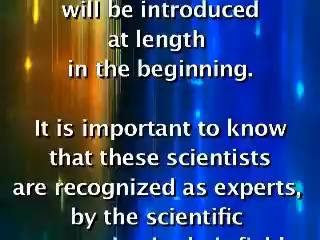 will be introduced
at length
in the beginning.
It is important to know
that these scientists
are recognized as experts,
by the scientific